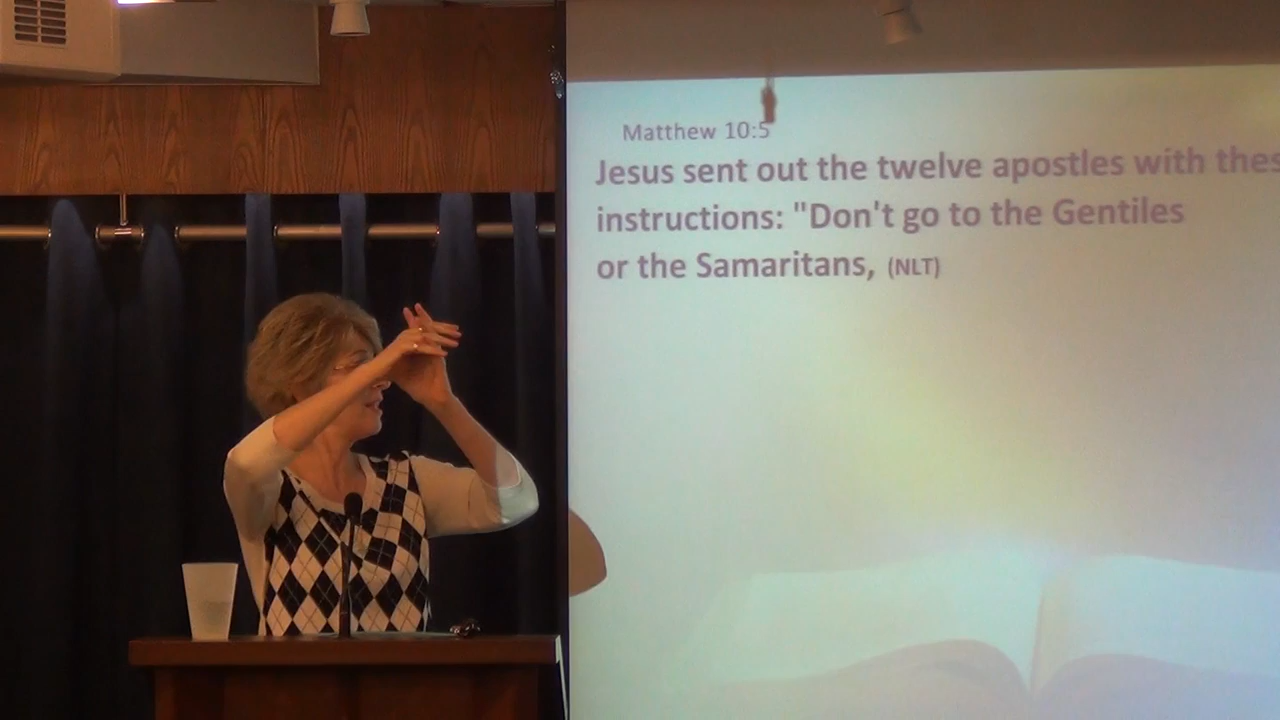 Matthew 10:5
Jesus sent out the twelve apostles with thes
instructions: "Don't go to the Gentiles
or the Samaritans, (NLT)